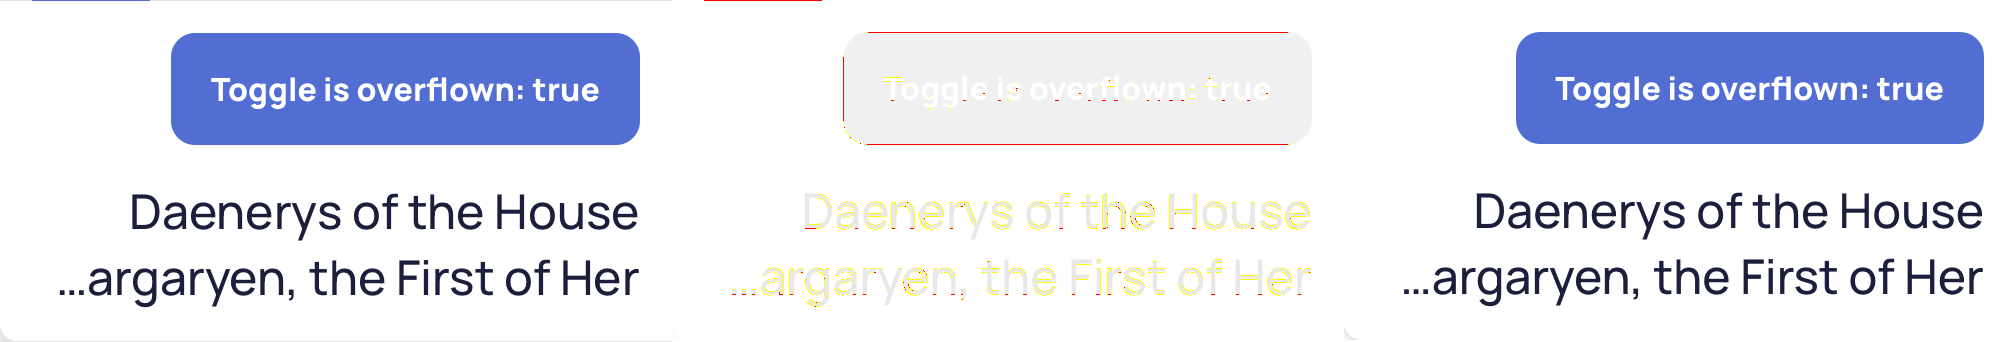 Toggle is overflown: true
Daenerys of the House
...argaryen, the First of Her
Toggle is overflown: true
Daenerys of the House
...argaryen, the First of Her
Toggle is overflown: true
Daenerys of the House
...argaryen, the First of Her